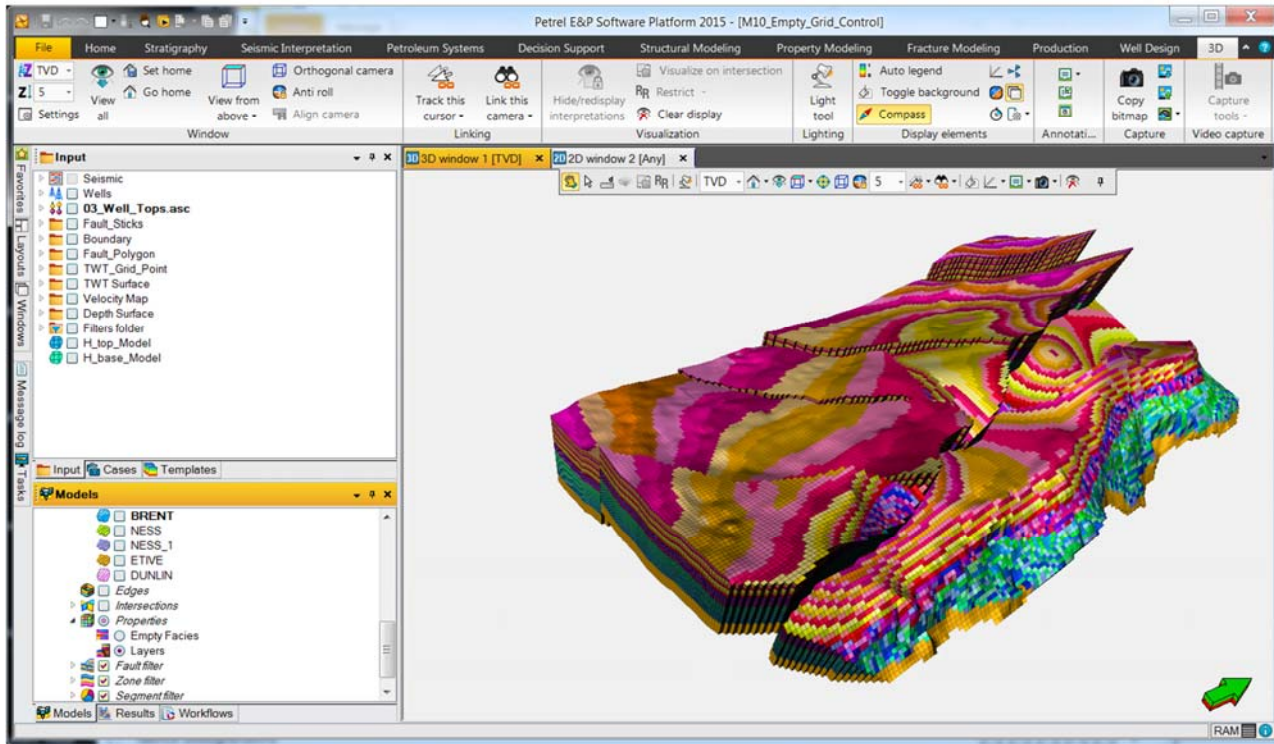 Petrel E&P Software Platform 2015 - [M10_Empty_Grid_Control]
File Home Stratigraphy Seismic Interpretation Petroleum Systems Decision Support Structural Modeling Property Modeling Fracture Modeling Production Well Design 3D
TVD Set home Orthogonal camera Visualize on intersection Auto legend
5 View all Go home View from above Anti roll Track this cursor Link this camera Hide/redisplay interpretations Restrict Light tool Toggle background Copy bitmap Capture tools
Settings Align camera Clear display Compass
Window Linking Visualization Lighting Display elements Annotati... Capture Video capture
Input
3D window 1 [TVD] 2D window 2 [Any]
TVD 5
Favorites
Layouts
Windows
Message log
Tasks
Seismic
Wells
03_Well_Tops.asc
Fault_Sticks
Boundary
Fault_Polygon
TWT_Grid_Point
TWT Surface
Velocity Map
Depth Surface
Filters folder
H_top_Model
H_base_Model
Input Cases Templates
Models
BRENT
NESS
NESS_1
ETIVE
DUNLIN
Edges
Intersections
Properties
Empty Facies
Layers
Fault filter
Zone filter
Segment filter
Models Results Workflows
RAM